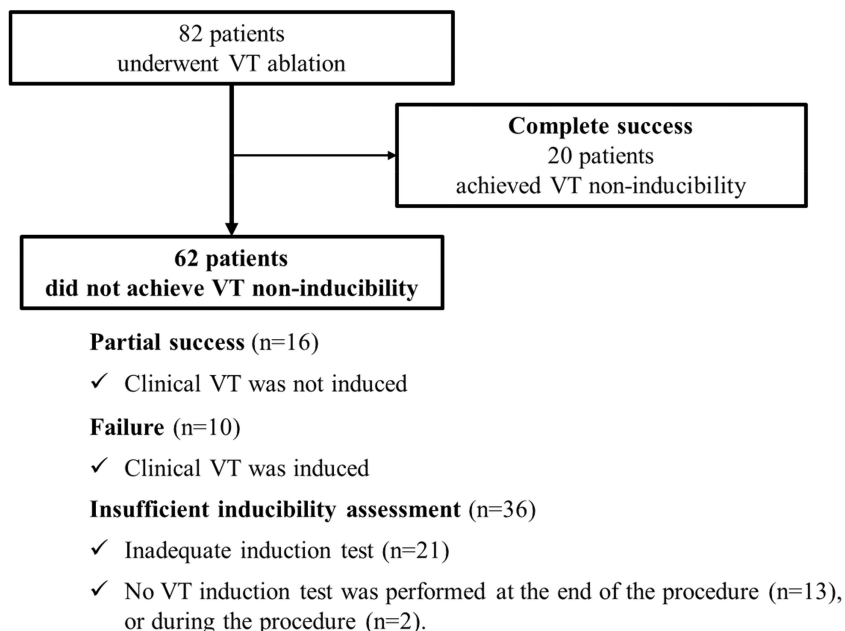 82 patients
underwent VT ablation
Complete success
20 patients
achieved VT non-inducibility
62 patients
did not achieve VT non-inducibility
Partial success (n=16)
✓ Clinical VT was not induced
Failure (n=10)
✓ Clinical VT was induced
Insufficient inducibility assessment (n=36)
✓ Inadequate induction test (n=21)
✓ No VT induction test was performed at the end of the procedure (n=13),
or during the procedure (n=2).